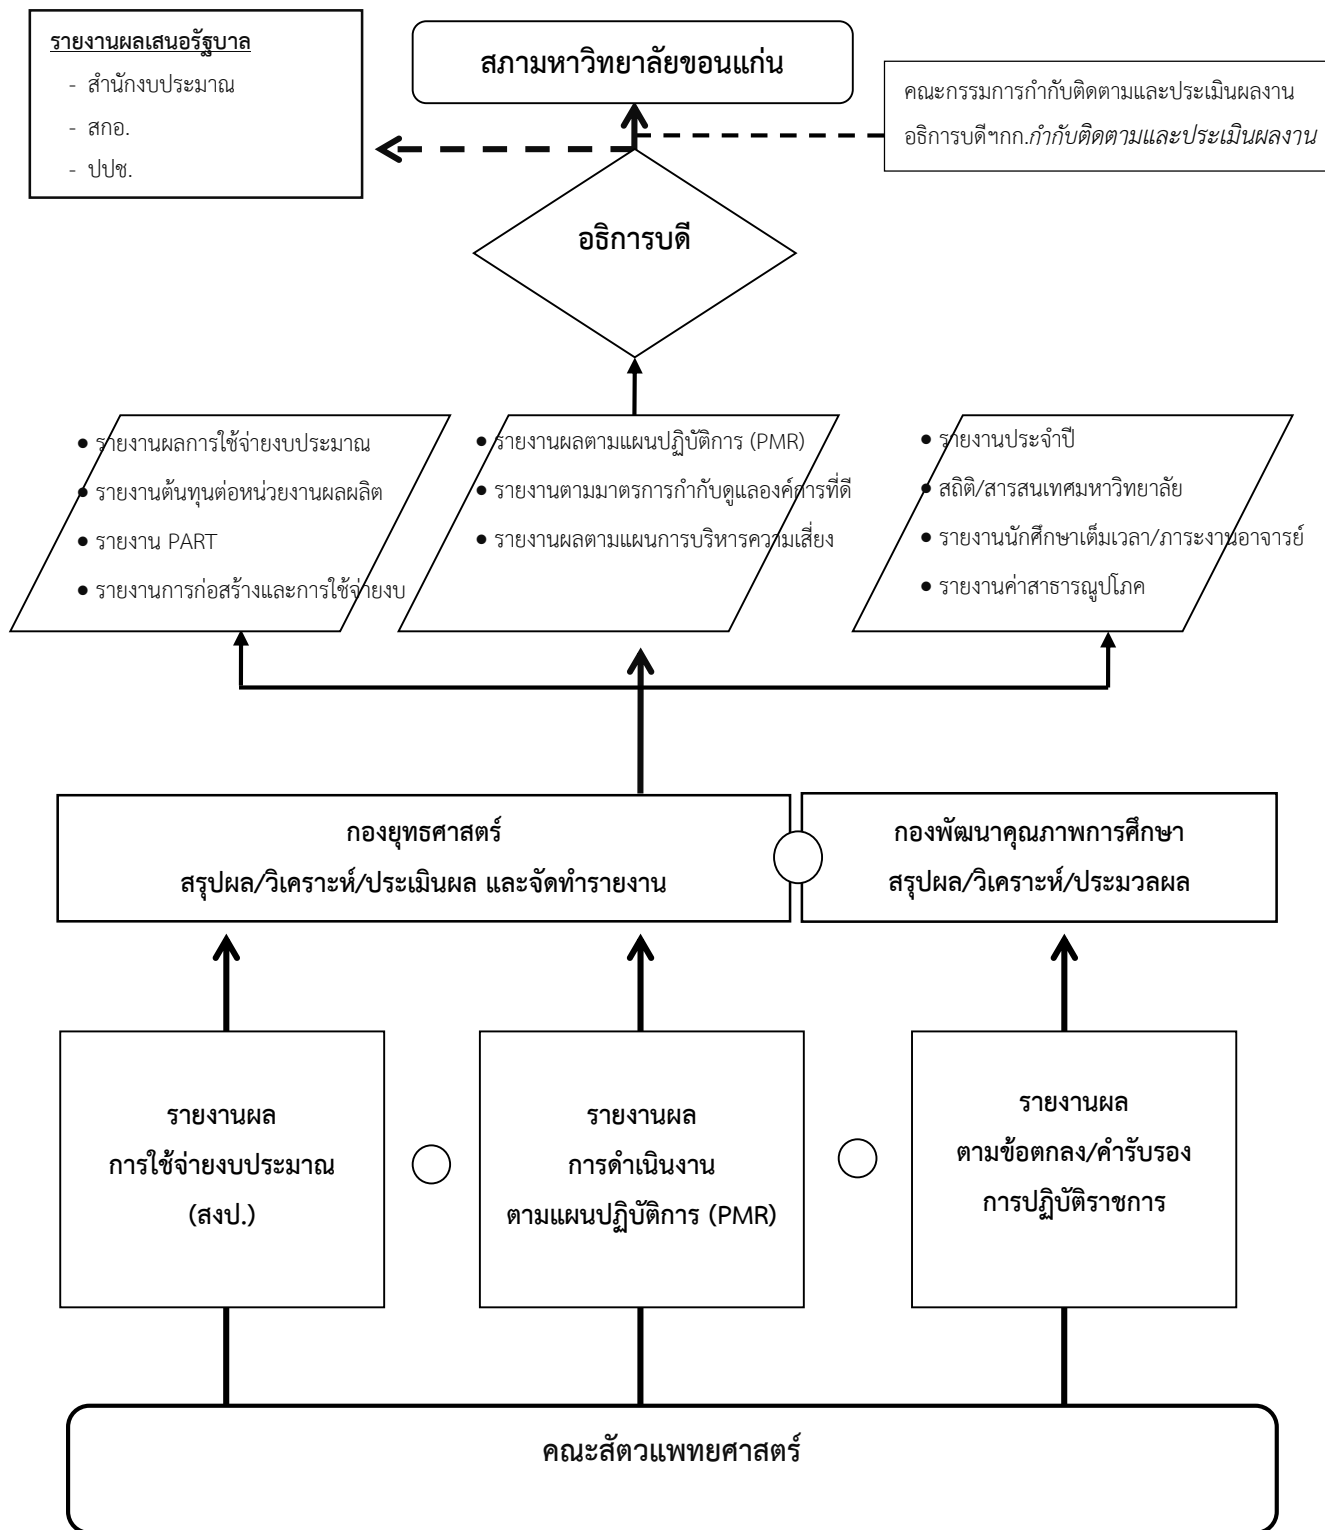 รายงานผลเสนอรัฐบาล
- สำนักงบประมาณ
- สกอ.
- ปปช.
สภามหาวิทยาลัยขอนแก่น
คณะกรรมการกำกับติดตามและประเมินผลงาน
อธิการบดีฯกก.กำกับติดตามและประเมินผลงาน
อธิการบดี
• รายงานผลการใช้จ่ายงบประมาณ
• รายงานต้นทุนต่อหน่วยงานผลผลิต
• รายงาน PART
• รายงานการก่อสร้างและการใช้จ่ายงบ
• รายงานผลตามแผนปฏิบัติการ (PMR)
• รายงานตามมาตรการกำกับดูแลองค์การที่ดี
• รายงานผลตามแผนการบริหารความเสี่ยง
• รายงานประจำปี
• สถิติ/สารสนเทศมหาวิทยาลัย
• รายงานนักศึกษาเต็มเวลา/ภาระงานอาจารย์
• รายงานค่าสาธารณูปโภค
กองยุทธศาสตร์
สรุปผล/วิเคราะห์/ประเมินผล และจัดทำรายงาน
กองพัฒนาคุณภาพการศึกษา
สรุปผล/วิเคราะห์/ประมวลผล
รายงานผล
การใช้จ่ายงบประมาณ
(สงป.)
รายงานผล
การดำเนินงาน
ตามแผนปฏิบัติการ (PMR)
รายงานผล
ตามข้อตกลง/คำรับรอง
การปฏิบัติราชการ
คณะสัตวแพทยศาสตร์